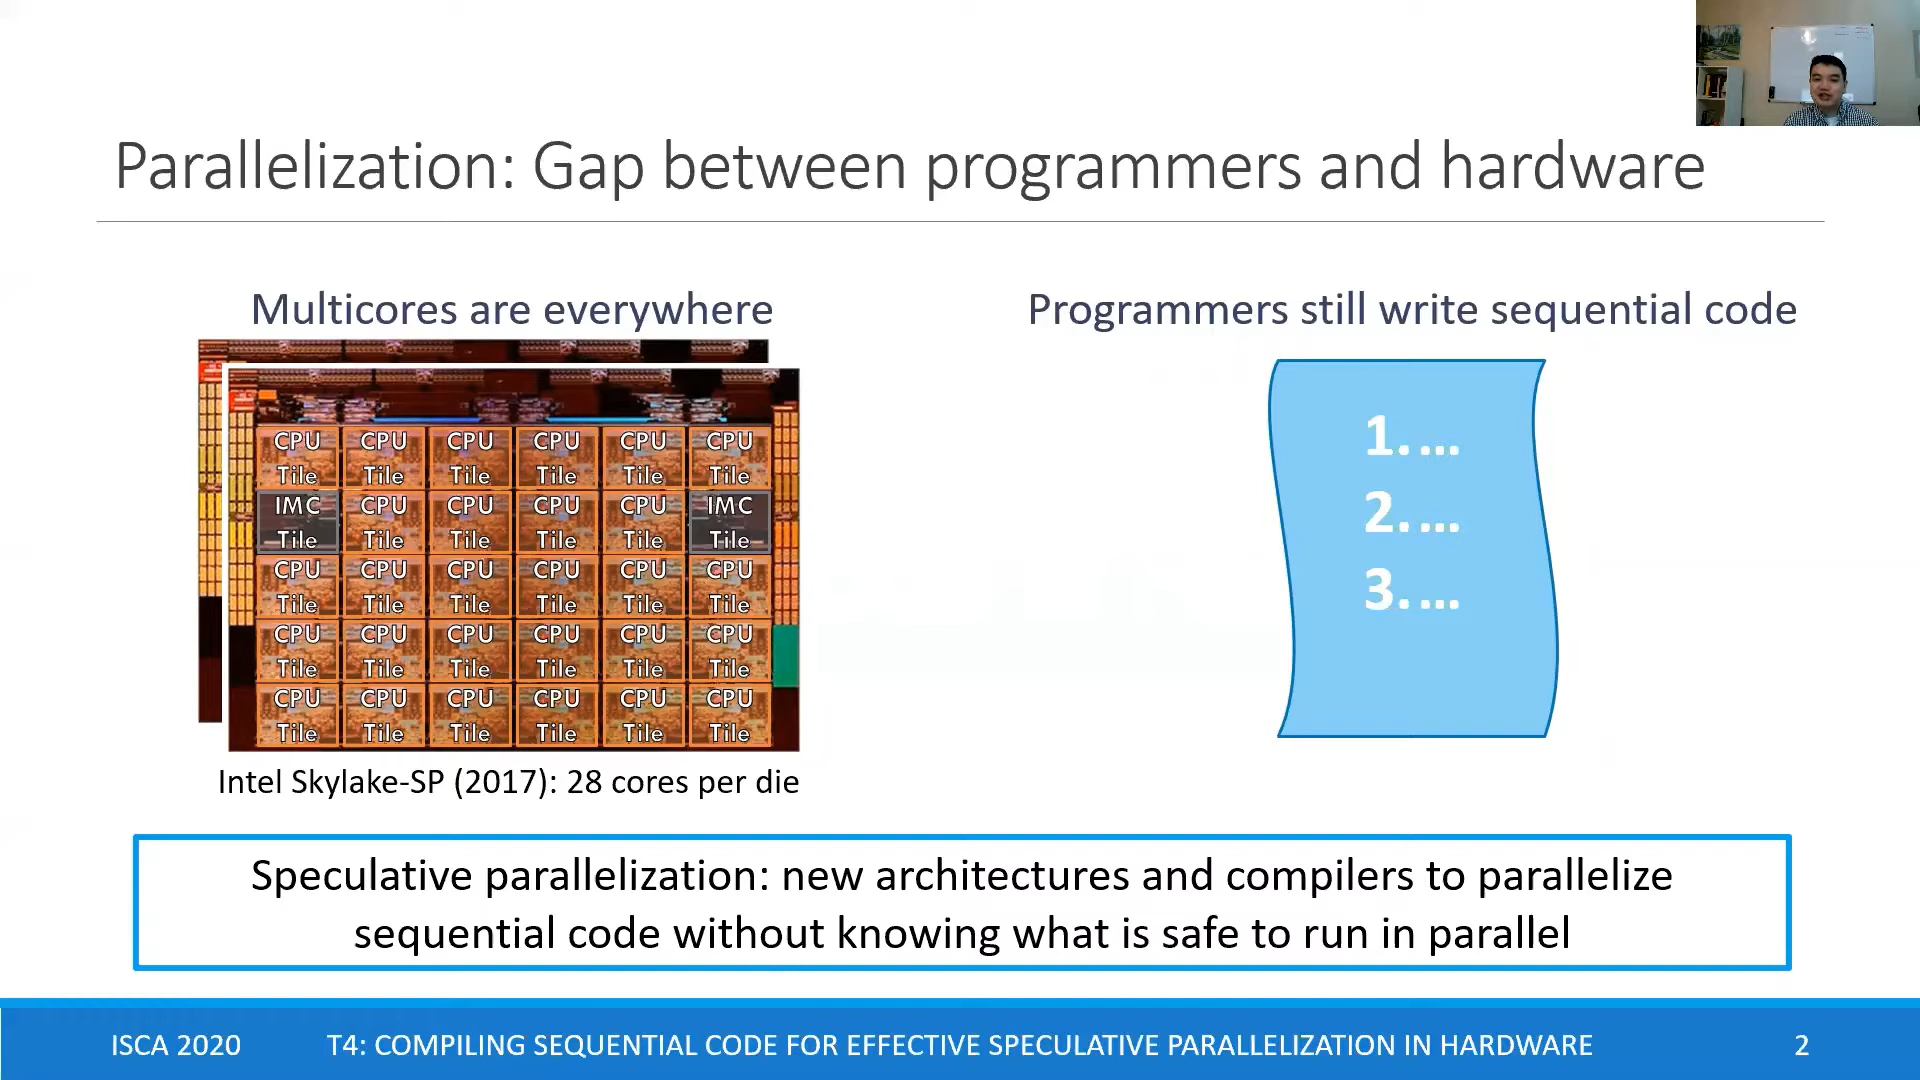 Parallelization: Gap between programmers and hardware
Multicores are everywhere
CPU Tile CPU Tile CPU Tile CPU Tile CPU Tile CPU Tile
IMC Tile CPU Tile CPU Tile CPU Tile CPU Tile IMC Tile
CPU Tile CPU Tile CPU Tile CPU Tile CPU Tile CPU Tile
CPU Tile CPU Tile CPU Tile CPU Tile CPU Tile CPU Tile
CPU Tile CPU Tile CPU Tile CPU Tile CPU Tile CPU Tile
Intel Skylake-SP (2017): 28 cores per die
Programmers still write sequential code
1. ...
2. ...
3. ...
Speculative parallelization: new architectures and compilers to parallelize
sequential code without knowing what is safe to run in parallel
ISCA 2020 T4: COMPILING SEQUENTIAL CODE FOR EFFECTIVE SPECULATIVE PARALLELIZATION IN HARDWARE 2